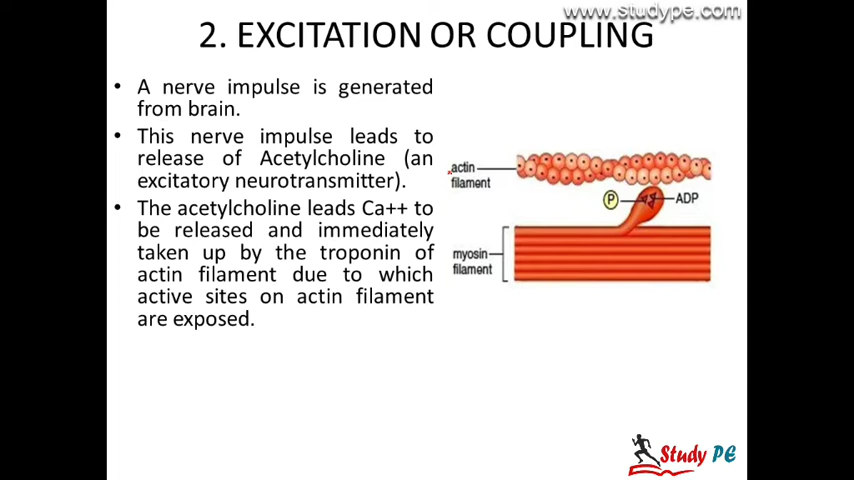 www.studype.com
2. EXCITATION OR COUPLING
• A nerve impulse is generated
from brain.
• This nerve impulse leads to
release of Acetylcholine (an
excitatory neurotransmitter).
• The acetylcholine leads Ca++ to
be released and immediately
taken up by the troponin of
actin filament due to which
active sites on actin filament
are exposed.
actin
filament
P
ADP
myosin
filament
Study PE